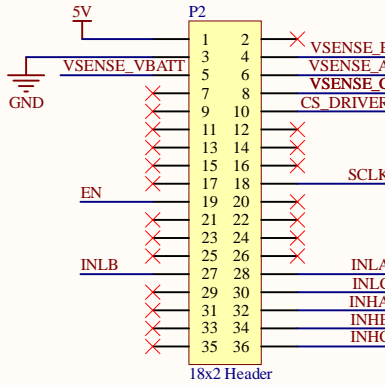 5V P2
1 2
3 4 VSENSE_B
VSENSE_VBATT 5 6 VSENSE_A
GND 7 8 VSENSE_C
9 10 CS_DRIVER
11 12
13 14
15 16
17 18 SCLK
EN 19 20
21 22
23 24
25 26
INLB 27 28 INLA
29 30 INLC
31 32 INHA
33 34 INHB
35 36 INHC
18x2 Header